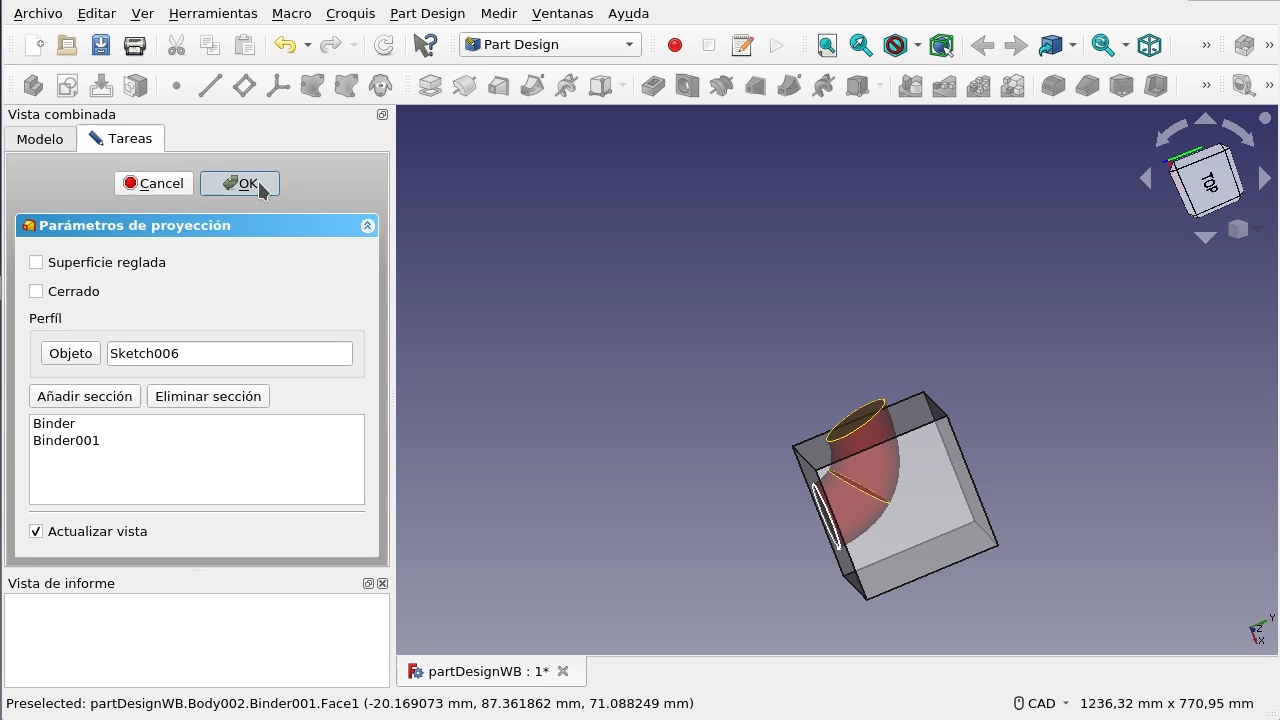 Archivo Editar Ver Herramientas Macro Croquis Part Design Medir Ventanas Ayuda
Part Design
Vista combinada
Modelo Tareas
Cancel OK
Parámetros de proyección
Superficie reglada
Cerrado
Perfíl
Objeto Sketch006
Añadir sección Eliminar sección
Binder
Binder001
Actualizar vista
Vista de informe
TOP
Y
Z
X
partDesignWB : 1*
Preselected: partDesignWB.Body002.Binder001.Face1 (-20.169073 mm, 87.361862 mm, 71.088249 mm) CAD 1236,32 mm x 770,95 mm